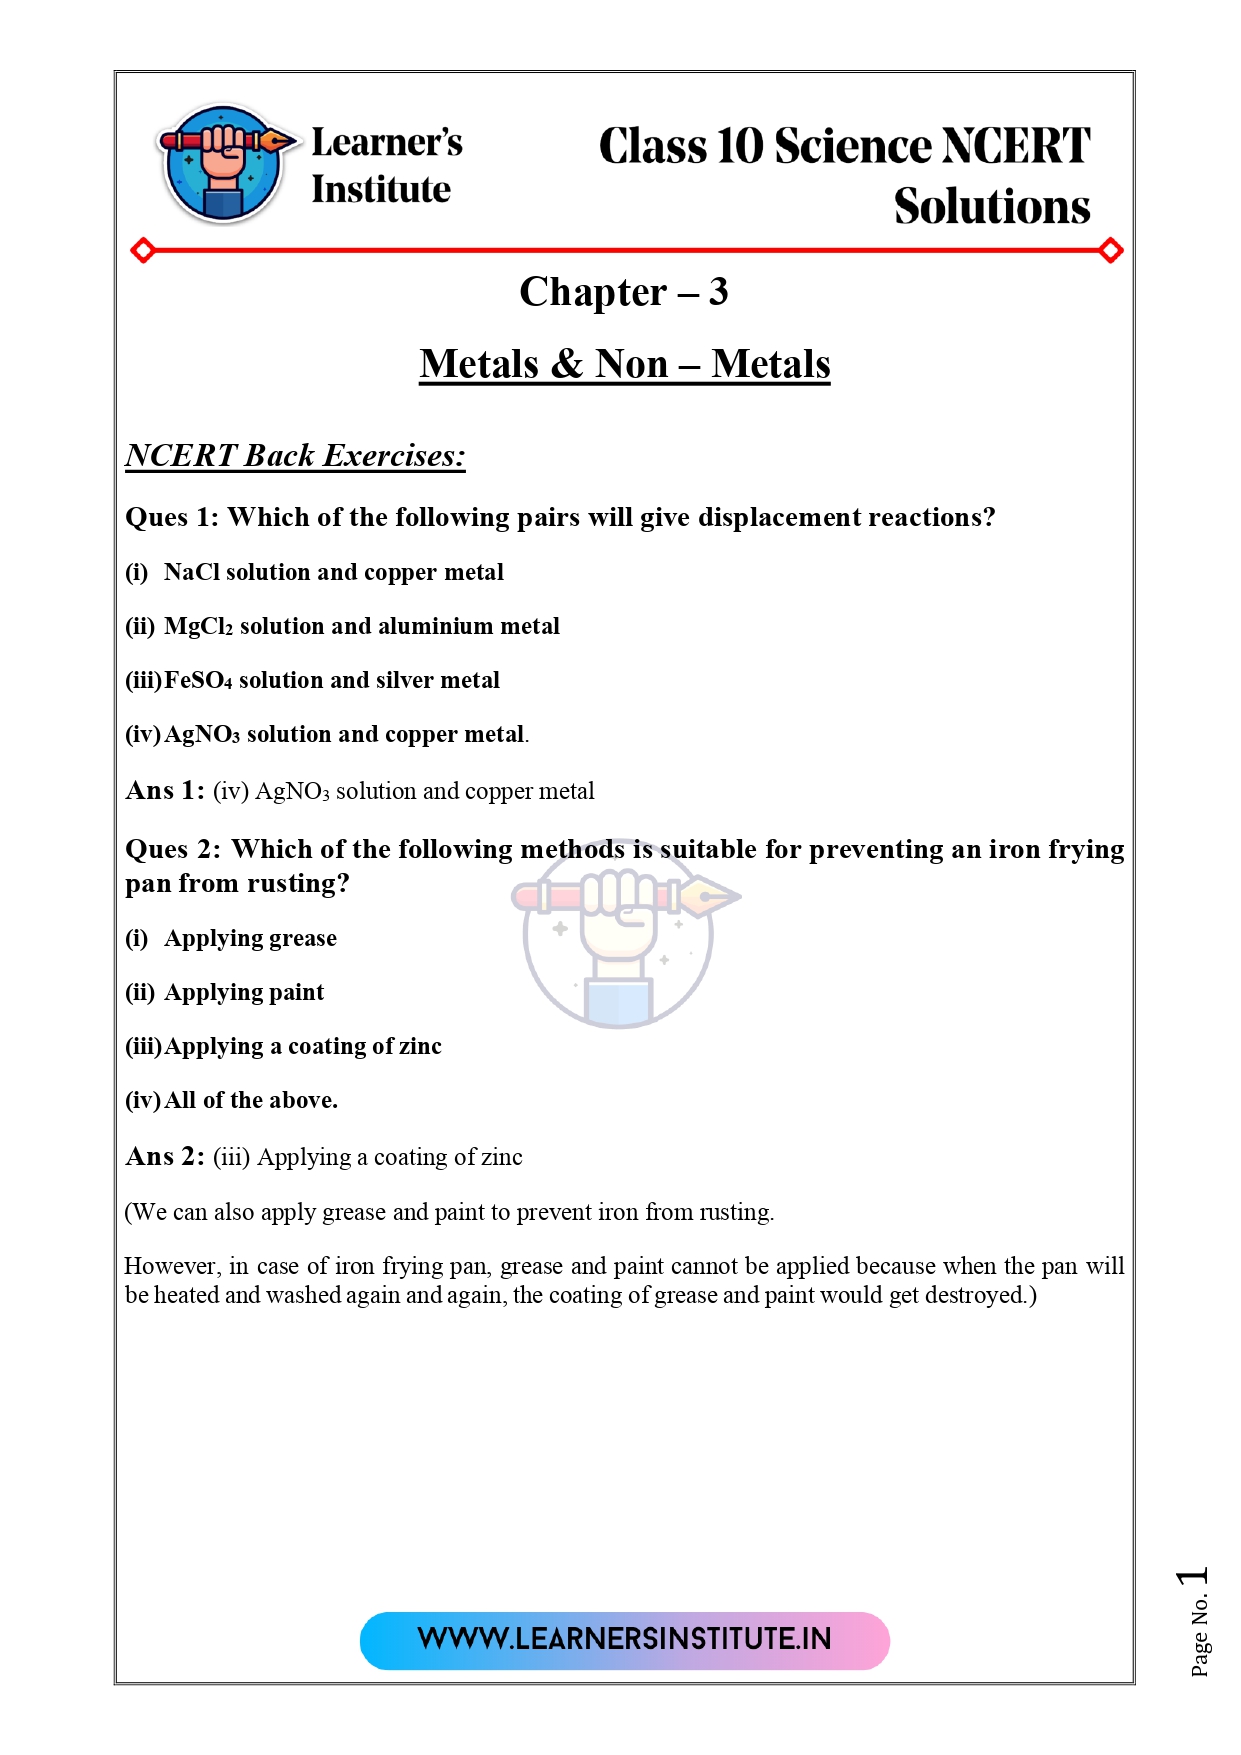 Learner's
Institute
Class 10 Science NCERT
Solutions
Chapter – 3
Metals & Non – Metals
NCERT Back Exercises:
Ques 1: Which of the following pairs will give displacement reactions?
(i) NaCl solution and copper metal
(ii) MgCl₂ solution and aluminium metal
(iii) FeSO₄ solution and silver metal
(iv) AgNO₃ solution and copper metal.
Ans 1: (iv) AgNO₃ solution and copper metal
Ques 2: Which of the following methods is suitable for preventing an iron frying
pan from rusting?
(i) Applying grease
(ii) Applying paint
(iii) Applying a coating of zinc
(iv) All of the above.
Ans 2: (iii) Applying a coating of zinc
(We can also apply grease and paint to prevent iron from rusting.
However, in case of iron frying pan, grease and paint cannot be applied because when the pan will
be heated and washed again and again, the coating of grease and paint would get destroyed.)
WWW.LEARNERSINSTITUTE.IN
Page No. 1